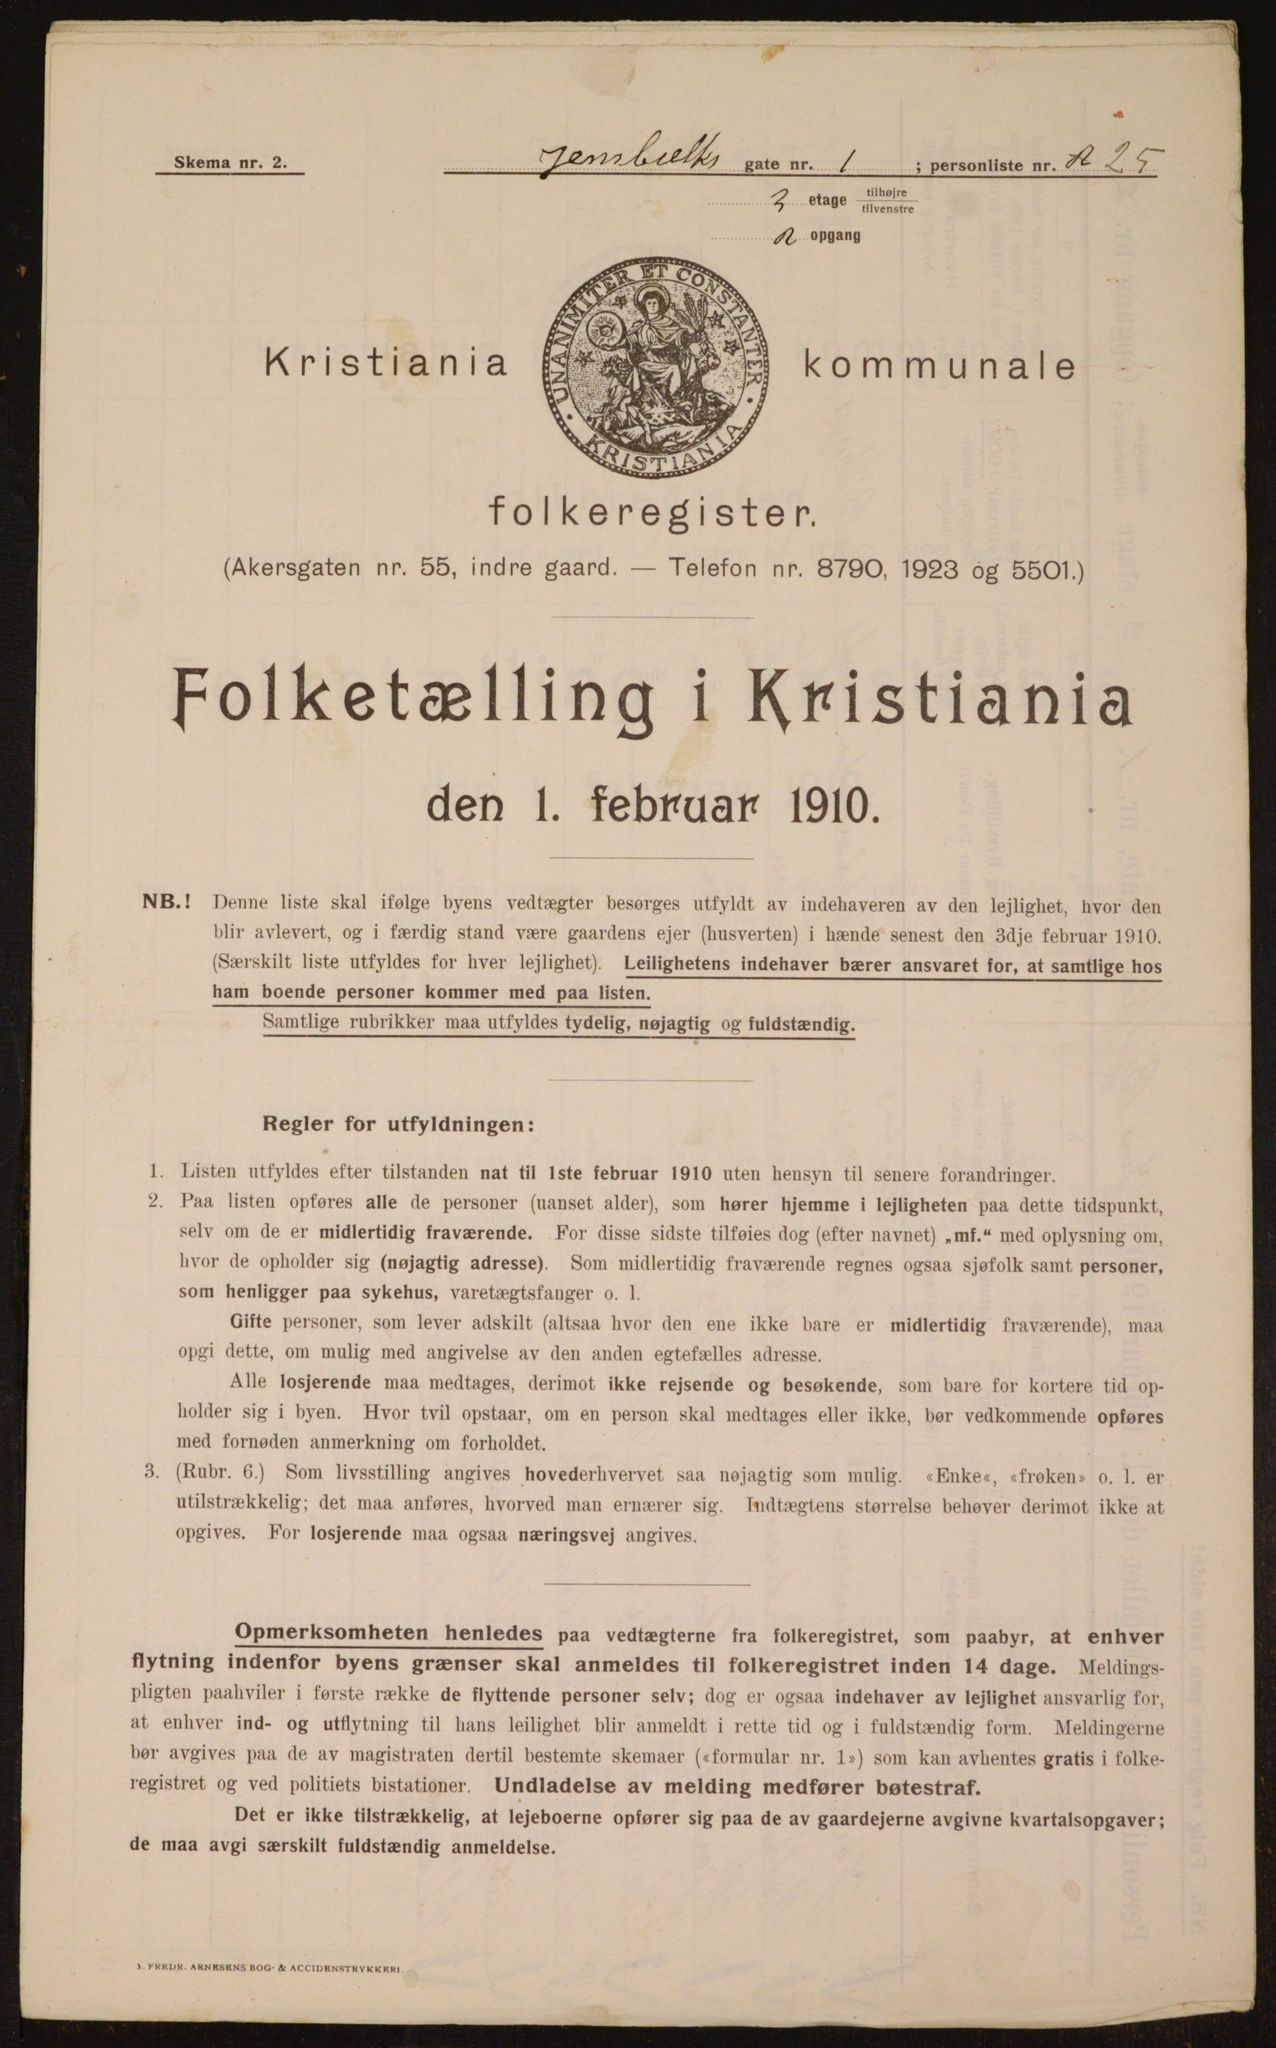 Skema nr. 2.
Jensbielks gate nr. 1 ; personliste nr. A 25
3 etage tilhøjre
tilvenstre
A opgang
UNANIMITER ET CONSTANTER
KRISTIANIA
Kristiania kommunale
folkeregister.
(Akersgaten nr. 55, indre gaard. — Telefon nr. 8790, 1923 og 5501.)
Folketælling i Kristiania
den 1. februar 1910.
NB.! Denne liste skal ifølge byens vedtægter besørges utfyldt av indehaveren av den lejlighet, hvor den
blir avlevert, og i færdig stand være gaardens ejer (husverten) i hænde senest den 3dje februar 1910.
(Særskilt liste utfyldes for hver lejlighet). Leilighetens indehaver bærer ansvaret for, at samtlige hos
ham boende personer kommer med paa listen.
Samtlige rubrikker maa utfyldes tydelig, nøjagtig og fuldstændig.
Regler for utfyldningen:
1. Listen utfyldes efter tilstanden nat til 1ste februar 1910 uten hensyn til senere forandringer.
2. Paa listen opføres alle de personer (uanset alder), som hører hjemme i lejligheten paa dette tidspunkt,
selv om de er midlertidig fraværende. For disse sidste tilføies dog (efter navnet) „mf.“ med oplysning om,
hvor de opholder sig (nøjagtig adresse). Som midlertidig fraværende regnes ogsaa sjøfolk samt personer,
som henligger paa sykehus, varetægtsfanger o. l.
Gifte personer, som lever adskilt (altsaa hvor den ene ikke bare er midlertidig fraværende), maa
opgi dette, om mulig med angivelse av den anden egtefælles adresse.
Alle losjerende maa medtages, derimot ikke rejsende og besøkende, som bare for kortere tid op-
holder sig i byen. Hvor tvil opstaar, om en person skal medtages eller ikke, bør vedkommende opføres
med fornøden anmerkning om forholdet.
3. (Rubr. 6.) Som livsstilling angives hovederhvervet saa nøjagtig som mulig. «Enke«, «frøken» o. l. er
utilstrækkelig; det maa anføres, hvorved man ernærer sig. Indtægtens størrelse behøver derimot ikke at
opgives. For losjerende maa ogsaa næringsvej angives.
Opmerksomheten henledes paa vedtægterne fra folkeregistret, som paabyr, at enhver
flytning indenfor byens grænser skal anmeldes til folkeregistret inden 14 dage. Meldings-
pligten paahviler i første række de flyttende personer selv; dog er ogsaa indehaver av lejlighet ansvarlig for,
at enhver ind- og utflytning til hans leilighet blir anmeldt i rette tid og i fuldstændig form. Meldingerne
bør avgives paa de av magistraten dertil bestemte skemaer («formular nr. 1») som kan avhentes gratis i folke-
registret og ved politiets bistationer. Undladelse av melding medfører bøtestraf.
Det er ikke tilstrækkelig, at lejeboerne opfører sig paa de av gaardejerne avgivne kvartalsopgaver;
de maa avgi særskilt fuldstændig anmeldelse.
J. FREDR. ARNESENS BOG- & ACCIDENSTRYKKERI.